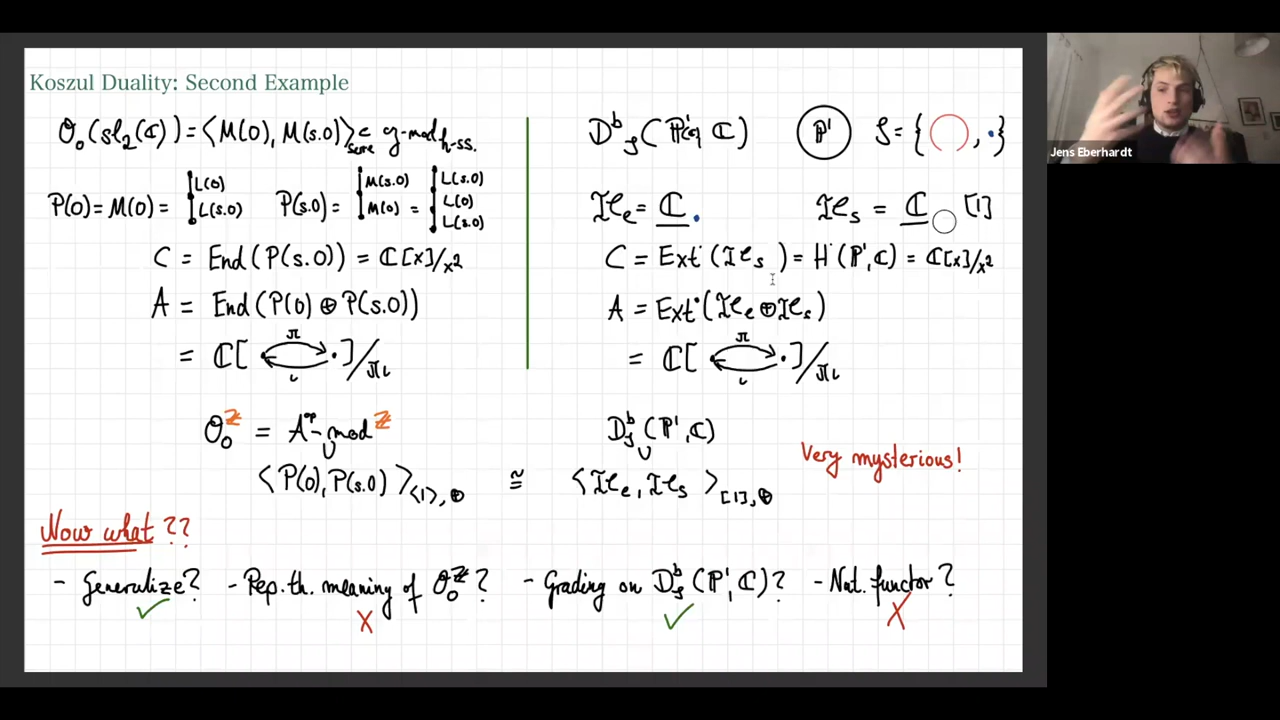 Koszul Duality: Second Example
𝒪₀(sl₂(ℂ)) = ⟨M(0), M(s.0)⟩_Serre ⊂ g-mod_h-ss.
P(0) = M(0) = L(0) L(s.0) P(s.0) = M(s.0) M(0) = L(s.0) L(0) L(s.0)
C = End(P(s.0)) = ℂ[x]/x²
A = End(P(0) ⊕ P(s.0))
= ℂ[ π ι ]/πι
𝒪₀^ℤ = A^op-mod^ℤ
∪
⟨P(0), P(s.0)⟩_⟨1⟩,⊕ ≅
D^b_S(ℙ¹, ℂ) ℙ¹ S = { , · }
ℐ𝒞_e = ℂ. ℐ𝒞_s = ℂ [1]
C = Ext˙(ℐ𝒞_s) = H˙(ℙ¹, ℂ) = ℂ[x]/x²
A = Ext˙(ℐ𝒞_e ⊕ ℐ𝒞_s)
= ℂ[ π ι ]/πι
D^b_S(ℙ¹, ℂ)
∪
⟨ℐ𝒞_e, ℐ𝒞_s⟩_[1],⊕
Very mysterious!
Now what??
- Generalize? ✓ - Rep.th. meaning of 𝒪₀^ℤ? X - Grading on D^b_S(ℙ¹, ℂ)? ✓ - Nat. functor? X
Jens Eberhardt